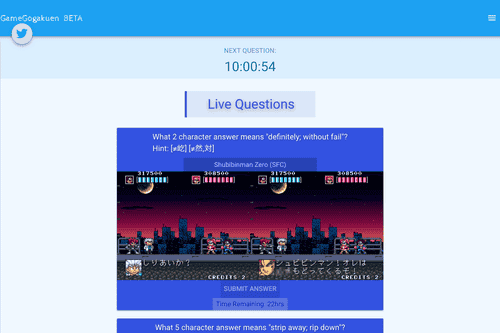 GameGogakuen BETA
NEXT QUESTION:
10:00:54
Live Questions
What 2 character answer means "definitely; without fail"?
Hint: [≠屹] [≠然,対]
Shubibinman Zero (SFC)
317500 308500 317500 308500
しりあいか?
シュビビンマン!オレは
もどってくるぞ!
CREDITS 2 CREDITS 2
SUBMIT ANSWER
Time Remaining: 22hrs
What 5 character answer means "strip away; rip down"?